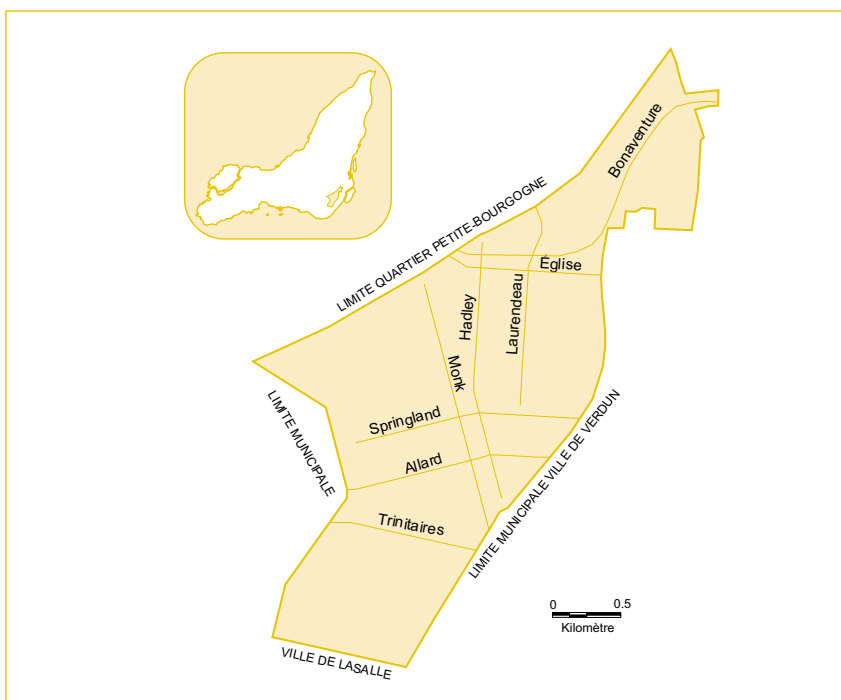 Bonaventure
LIMITE QUARTIER PETITE-BOURGOGNE
Église
Hadley
Laurendeau
Monk
LIMITE MUNICIPALE
Springland
Allard
LIMITE MUNICIPALE VILLE DE VERDUN
Trinitaires
0 0.5
Kilomètre
VILLE DE LASALLE